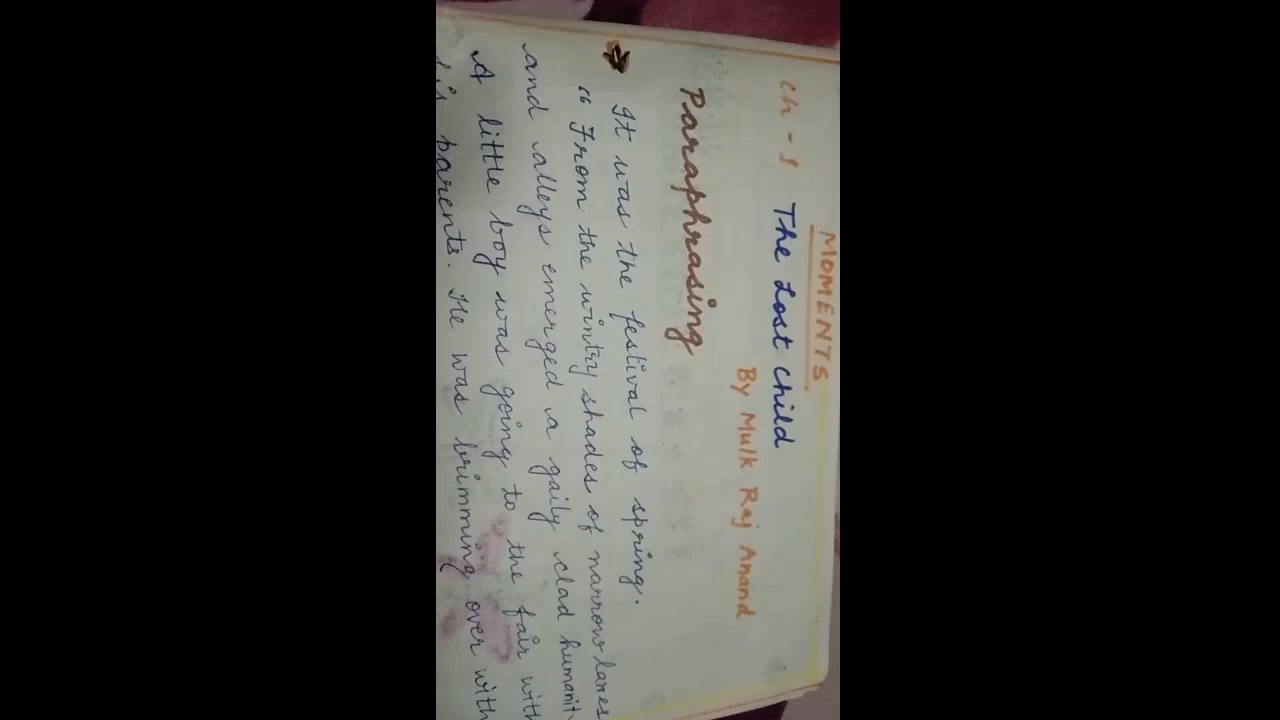 MOMENTS
Ch - 1 The Lost Child
By Mulk Raj Anand
Paraphrasing
It was the festival of spring.
“ From the wintry shades of narrow lanes
and alleys emerged a gaily clad humanity
A little boy was going to the fair with
his parents. He was brimming over with